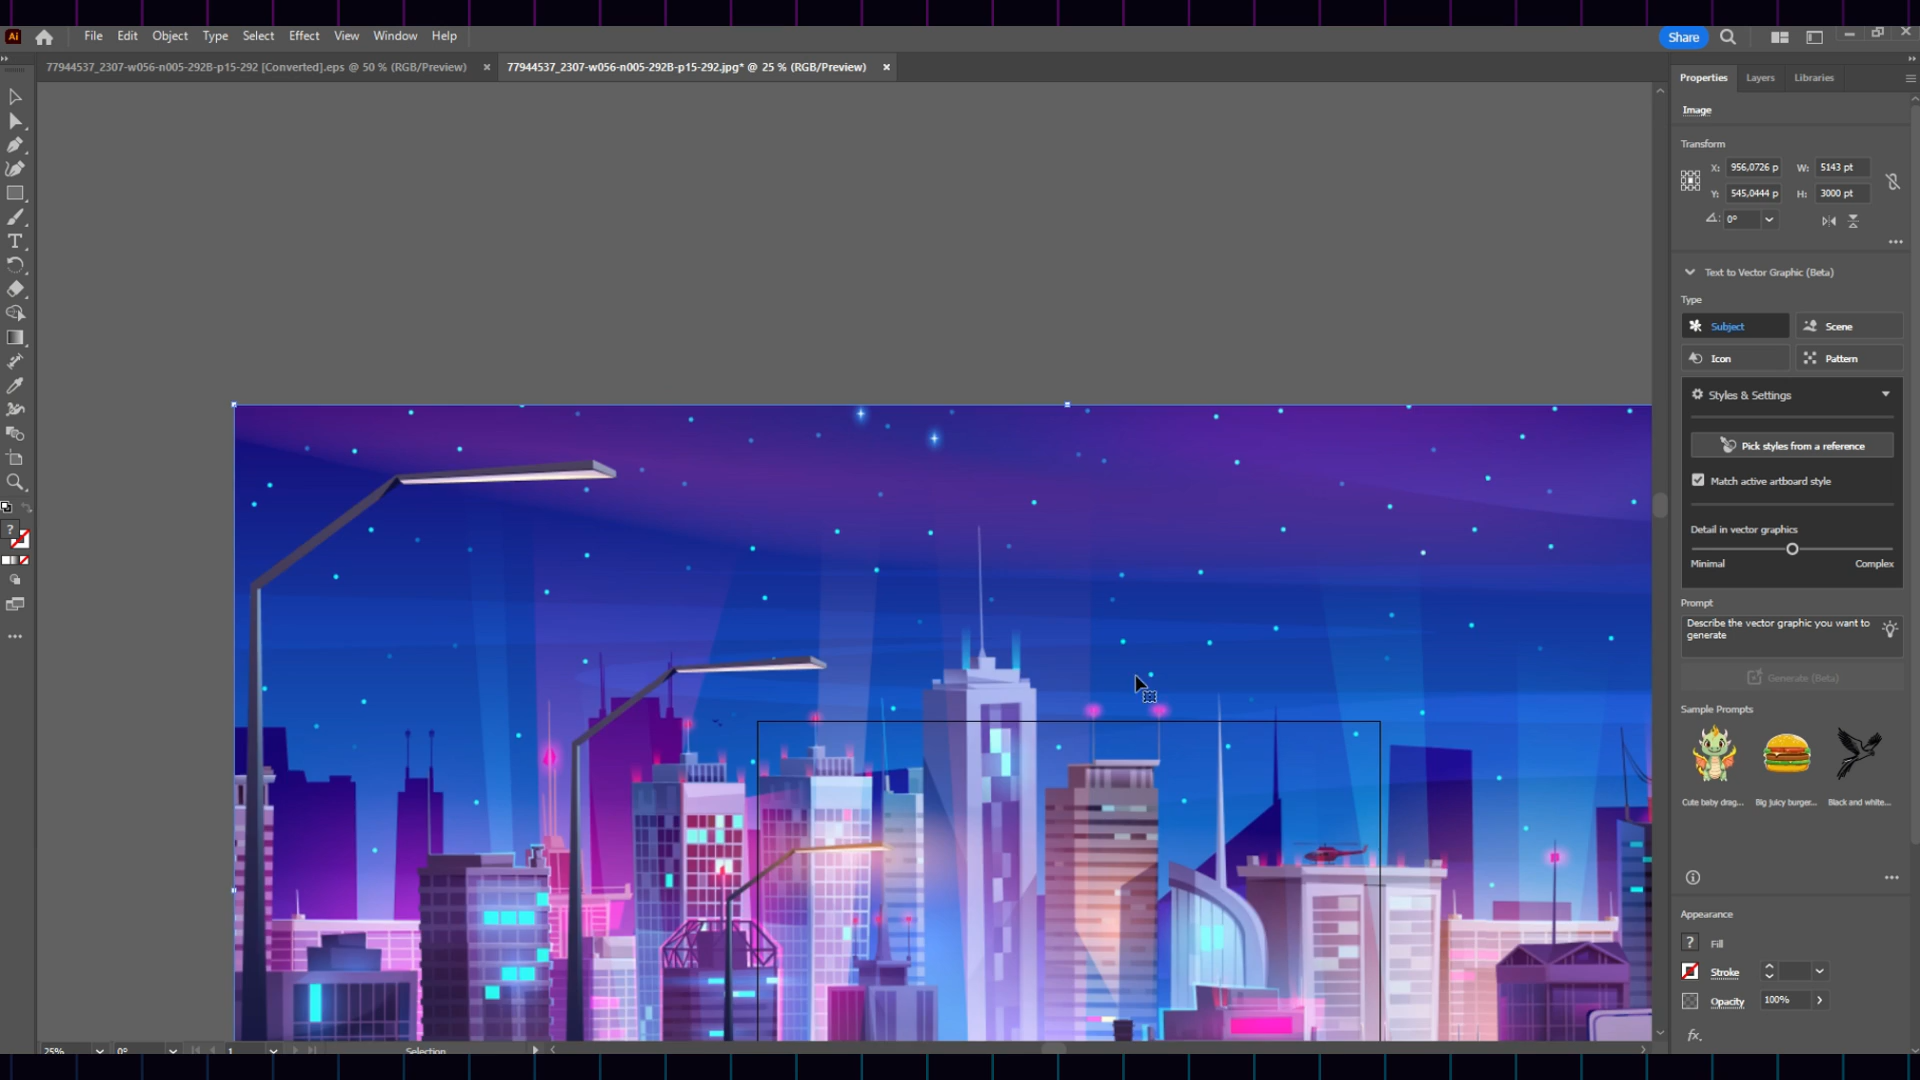 Ai File Edit Object Type Select Effect View Window Help Share
77944537_2307-w056-n005-292B-p15-292 [Converted].eps @ 50 % (RGB/Preview) × 77944537_2307-w056-n005-292B-p15-292.jpg* @ 25 % (RGB/Preview) ×
Properties Layers Libraries
Image
Transform
X: 956,0726 p W: 5143 pt
Y: 545,0444 p H: 3000 pt
0°
Text to Vector Graphic (Beta)
Type
Subject Scene
Icon Pattern
Styles & Settings
Pick styles from a reference
Match active artboard style
Detail in vector graphics
Minimal Complex
Prompt
Describe the vector graphic you want to
generate
Generate (Beta)
Sample Prompts
Cute baby drag... Big juicy burger... Black and white...
Appearance
? Fill
Stroke
Opacity 100%
fx.
25% 0° 1 Selection